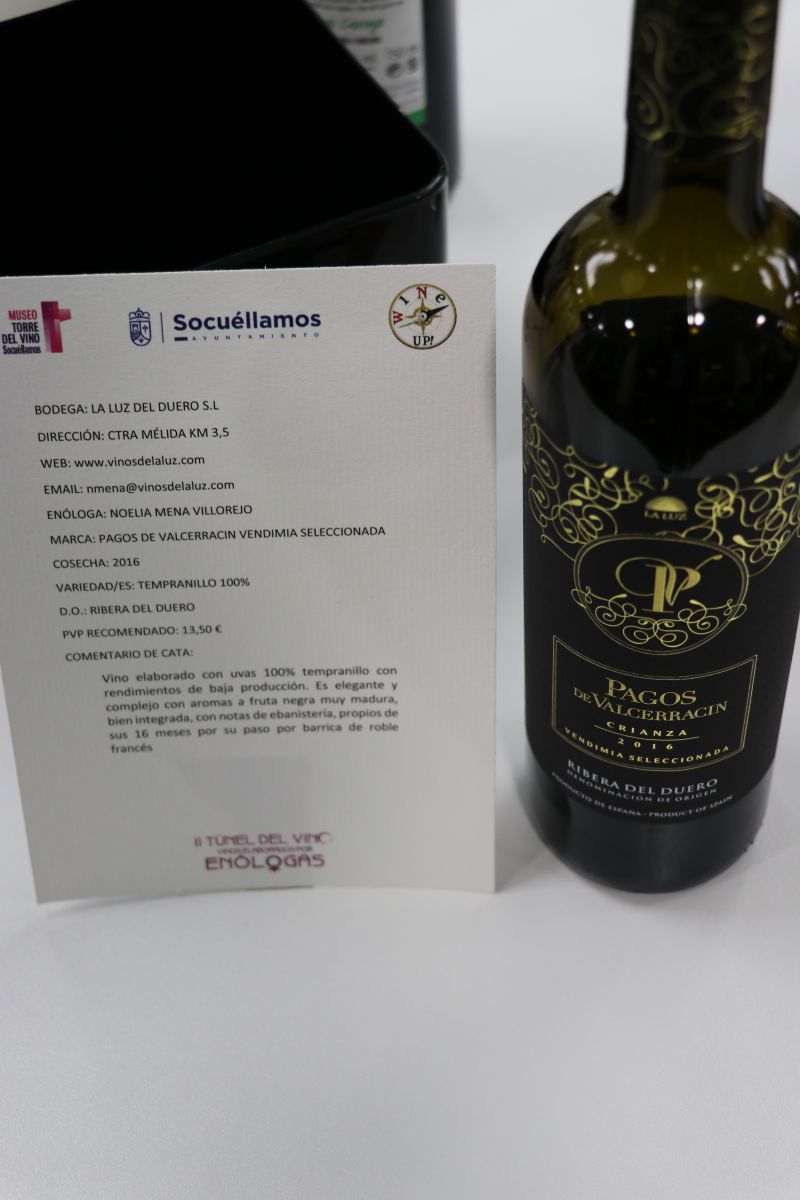 MUSEO
TORRE
DEL VINO
Socuéllamos
Socuéllamos
AYUNTAMIENTO
WINE
UP!
BODEGA: LA LUZ DEL DUERO S.L
DIRECCIÓN: CTRA MÉLIDA KM 3,5
WEB: www.vinosdelaluz.com
EMAIL: nmena@vinosdelaluz.com
ENÓLOGA: NOELIA MENA VILLOREJO
MARCA: PAGOS DE VALCERRACIN VENDIMIA SELECCIONADA
COSECHA: 2016
VARIEDAD/ES: TEMPRANILLO 100%
D.O.: RIBERA DEL DUERO
PVP RECOMENDADO: 13,50 €
COMENTARIO DE CATA:
Vino elaborado con uvas 100% tempranillo con
rendimientos de baja producción. Es elegante y
complejo con aromas a fruta negra muy madura,
bien integrada, con notas de ebanistería, propios de
sus 16 meses por su paso por barrica de roble
francés
II TÚNEL DEL VINO
VINOS ELABORADOS POR
ENÓLOGAS
LA LUZ
PV
PAGOS
DE VALCERRACIN
CRIANZA
2016
VENDIMIA SELECCIONADA
RIBERA DEL DUERO
DENOMINACIÓN DE ORIGEN
PRODUCTO DE ESPAÑA - PRODUCT OF SPAIN